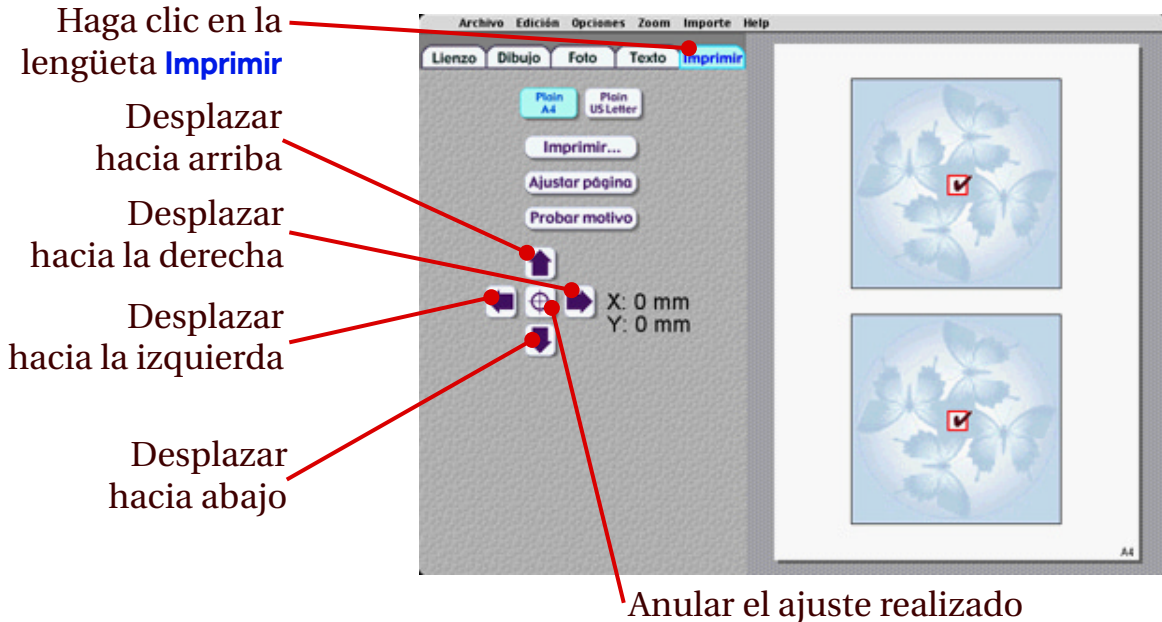 Haga clic en la
lengüeta Imprimir
Desplazar
hacia arriba
Desplazar
hacia la derecha
Desplazar
hacia la izquierda
Desplazar
hacia abajo
Anular el ajuste realizado
Archivo Edición Opciones Zoom Importe Help
Lienzo Dibujo Foto Texto Imprimir
Plain
A4
Plain
US Letter
Imprimir...
Ajustar página
Probar motivo
X: 0 mm
Y: 0 mm
A4